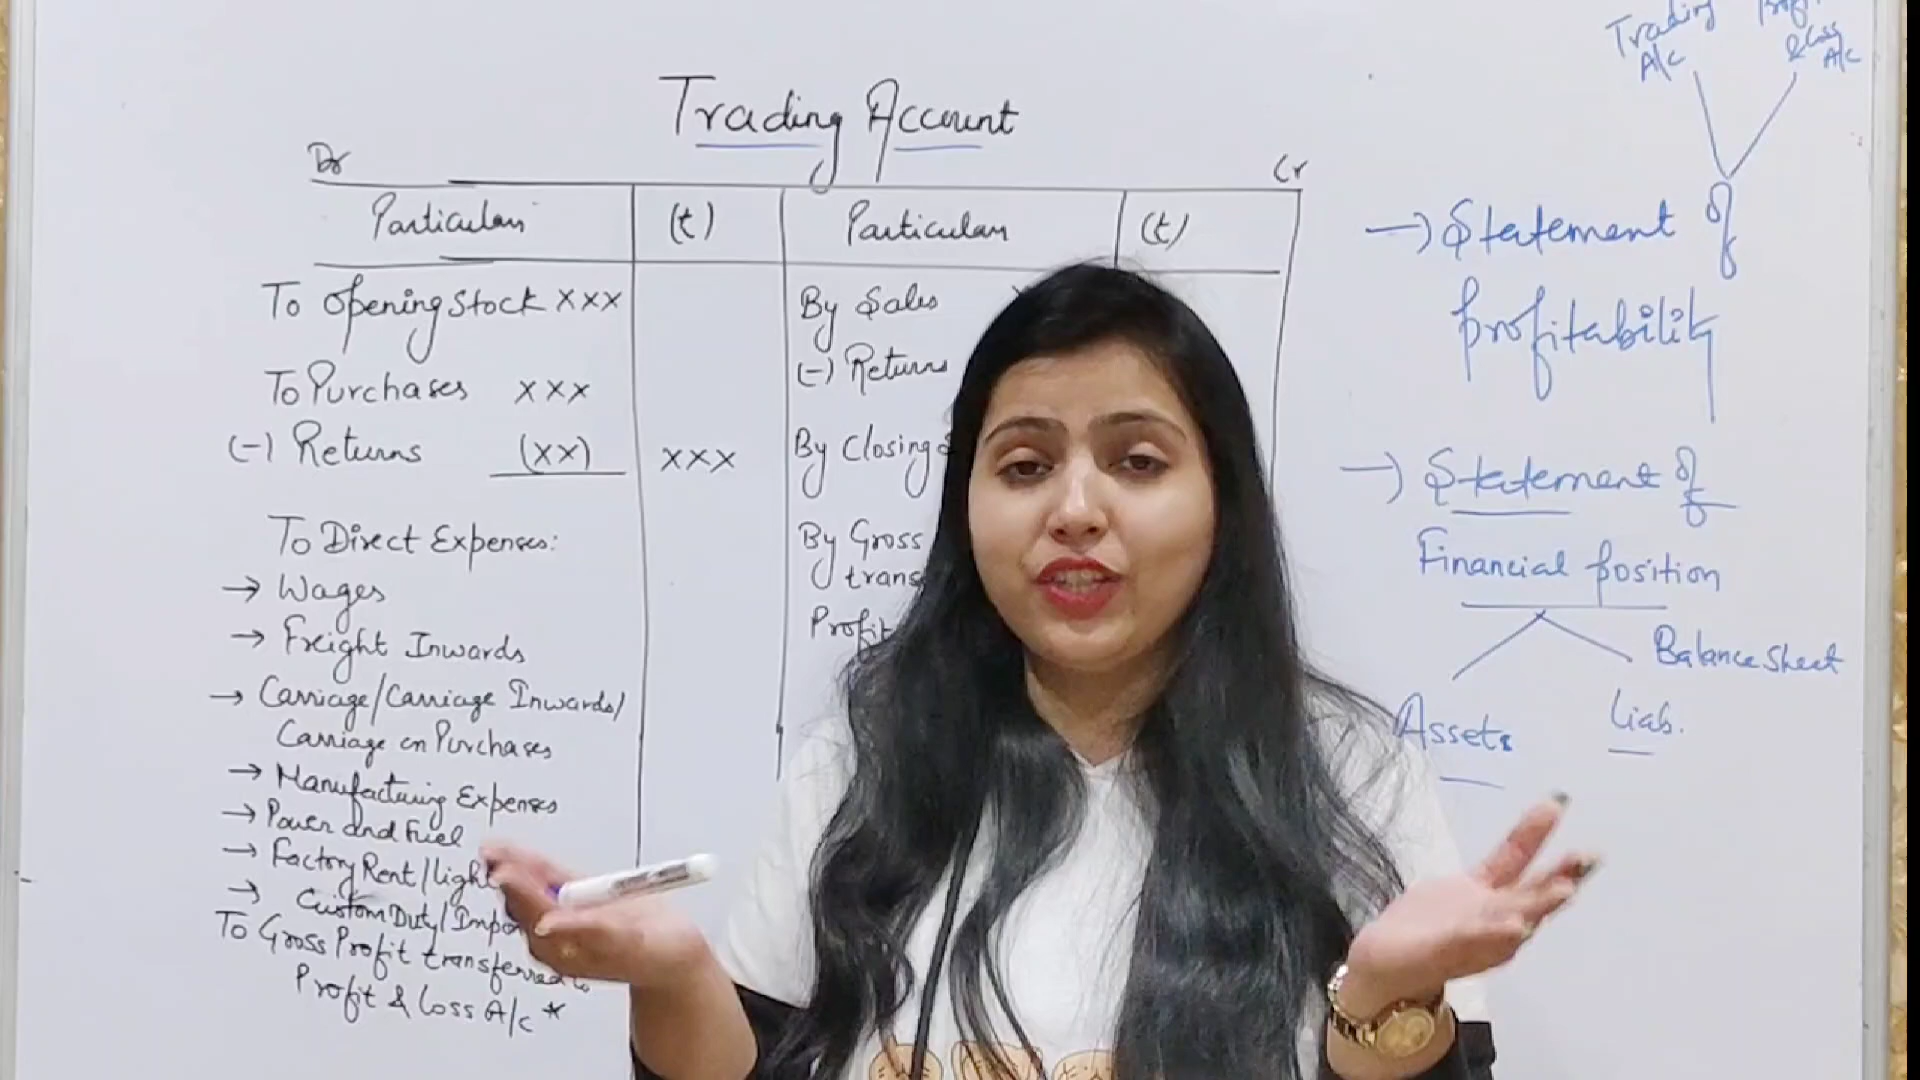 Trading Account
Dr
Cr
Particulars
(₹)
Particulars
(₹)
To Opening Stock XXX
To Purchases XXX
(-) Returns (XX) XXX
To Direct Expenses:
→ Wages
→ Freight Inwards
→ Carriage/Carriage Inwards/
Carriage on Purchases
→ Manufacturing Expenses
→ Power and Fuel
→ Factory Rent/Light
→ Custom Duty/
To Gross Profit transferred to
Profit & Loss A/c *
By Sales
(-) Returns
By Closing
By Gross
Profit
Trading
A/c
& Loss
A/c
→ Statement of
profitability
→ Statement of
Financial position
Balance Sheet
Assets
Liab.